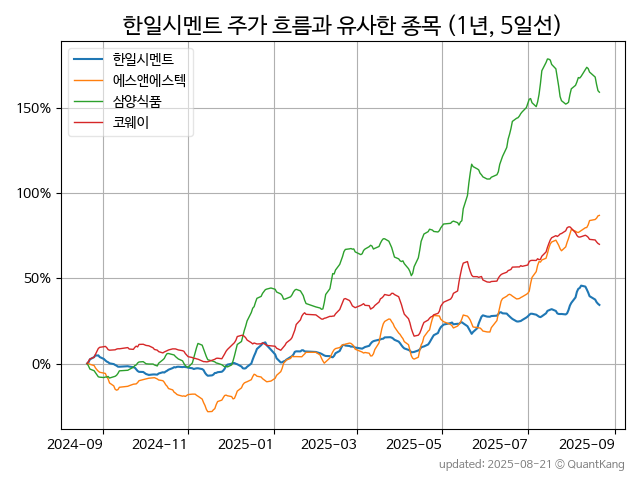 한일시멘트 주가 흐름과 유사한 종목 (1년, 5일선)
한일시멘트
에스앤에스텍
삼양식품
코웨이
150%
100%
50%
0%
2024-09 2024-11 2025-01 2025-03 2025-05 2025-07 2025-09
updated: 2025-08-21 © QuantKang